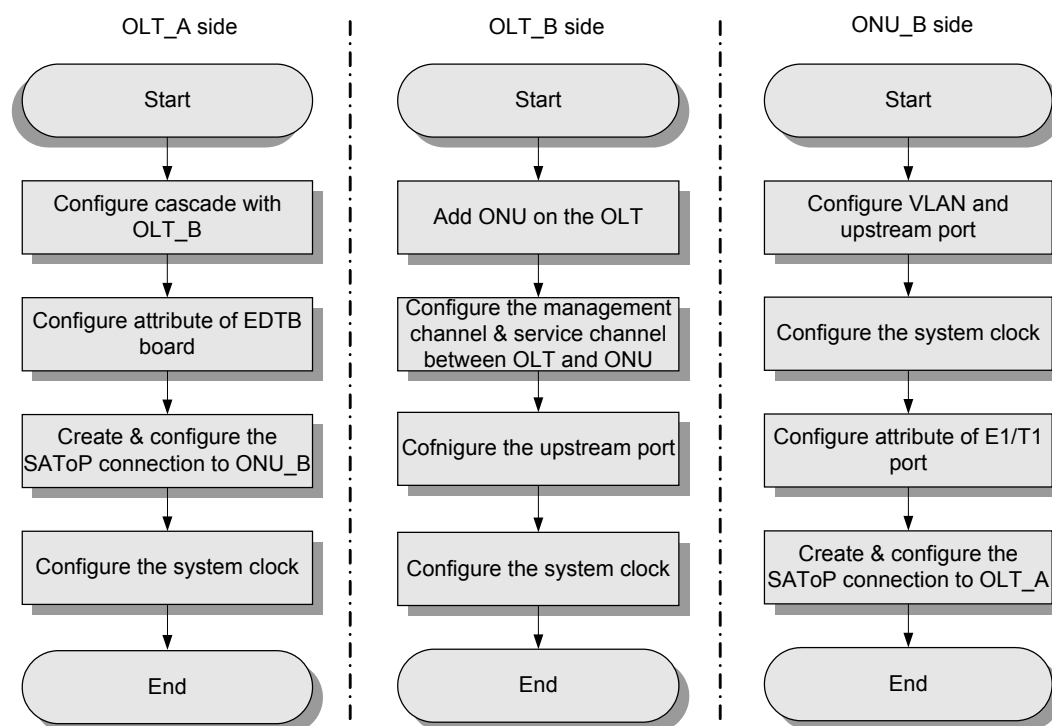 OLT_A side
Start
Configure cascade with
OLT_B
Configure attribute of EDTB
board
Create & configure the
SAToP connection to ONU_B
Configure the system clock
End
OLT_B side
Start
Add ONU on the OLT
Configure the management
channel & service channel
between OLT and ONU
Cofnigure the upstream port
Configure the system clock
End
ONU_B side
Start
Configure VLAN and
upstream port
Configure the system clock
Configure attribute of E1/T1
port
Create & configure the
SAToP connection to OLT_A
End